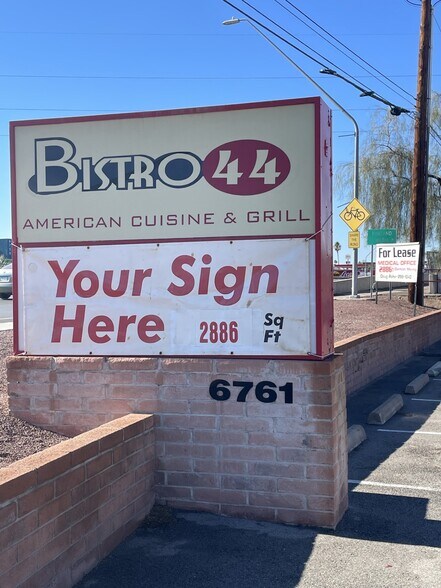 BISTRO 44
AMERICAN CUISINE & GRILL
Your Sign
Here 2886 Sq Ft
6761
For Lease
MEDICAL OFFICE